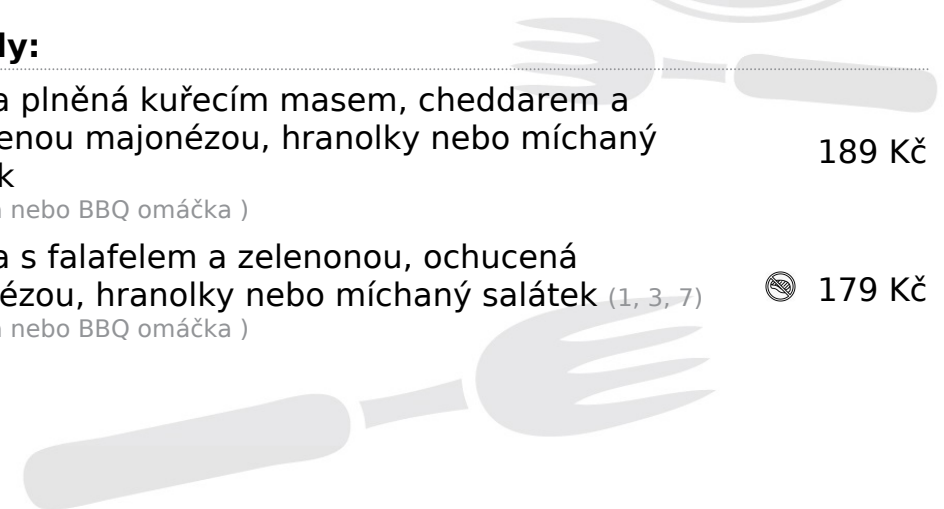 ly:
a plněná kuřecím masem, cheddarem a
enou majonézou, hranolky nebo míchaný 189 Kč
k
nebo BBQ omáčka )
a s falafelem a zelenonou, ochucená
ézou, hranolky nebo míchaný salátek (1, 3, 7) 179 Kč
nebo BBQ omáčka )